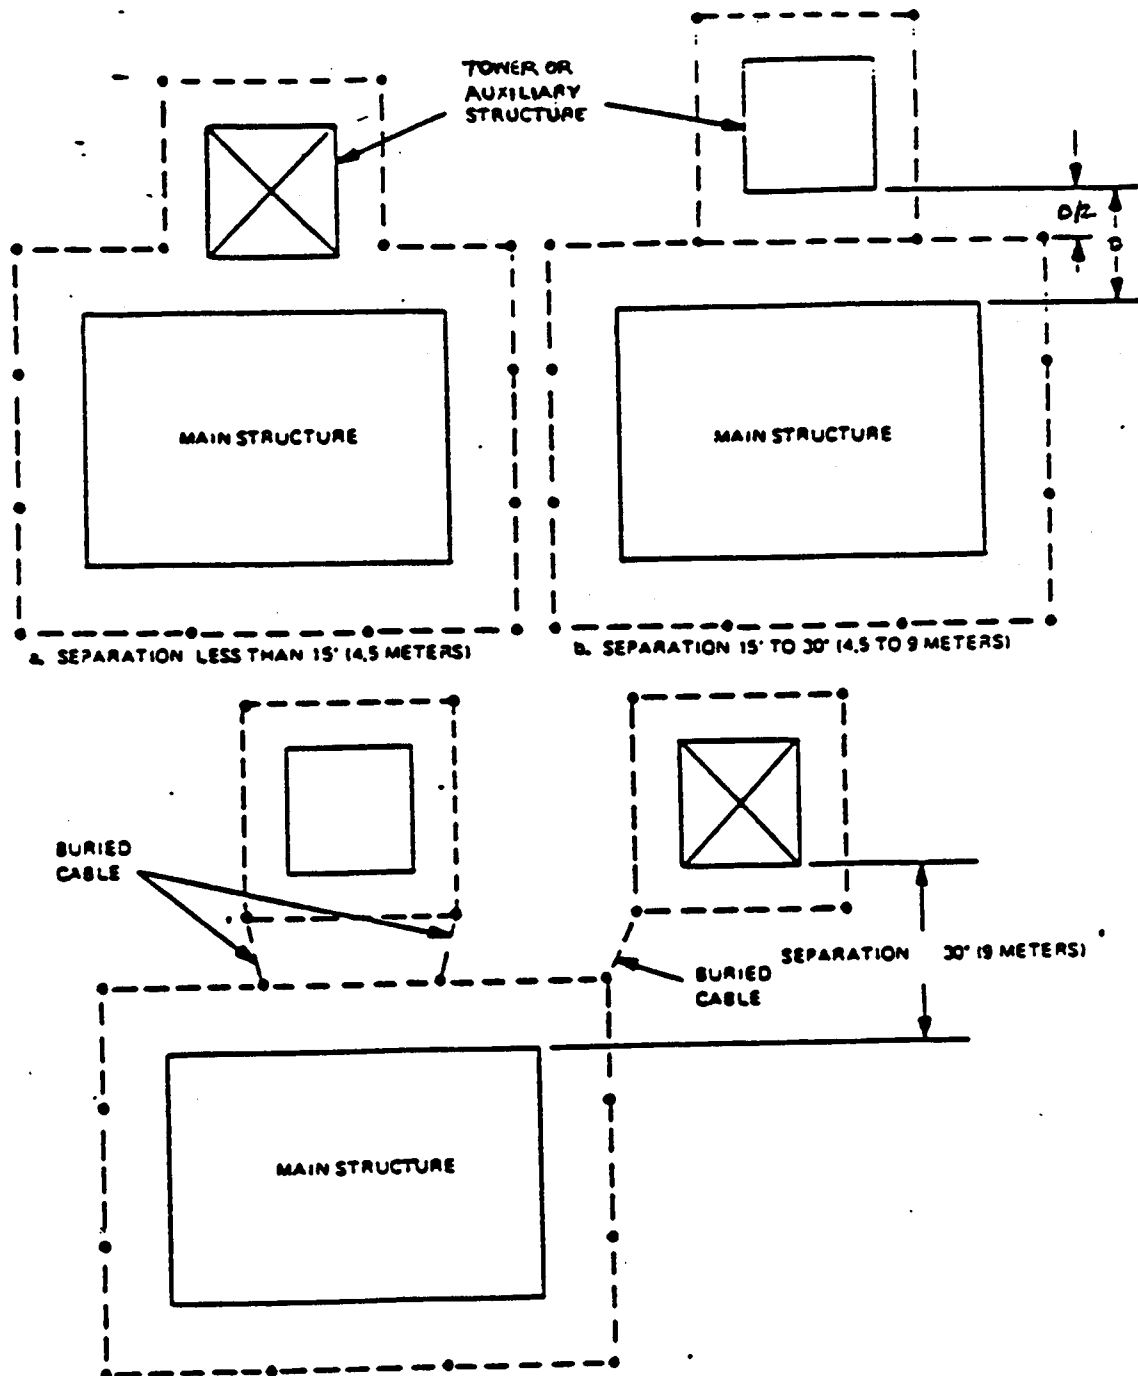 TOWER OR
AUXILIARY
STRUCTURE
D/2
D
MAIN STRUCTURE
MAIN STRUCTURE
a. SEPARATION LESS THAN 15' (4.5 METERS)
b. SEPARATION 15' TO 30' (4.5 TO 9 METERS)
BURIED
CABLE
SEPARATION 30' (9 METERS)
BURIED
CABLE
MAIN STRUCTURE